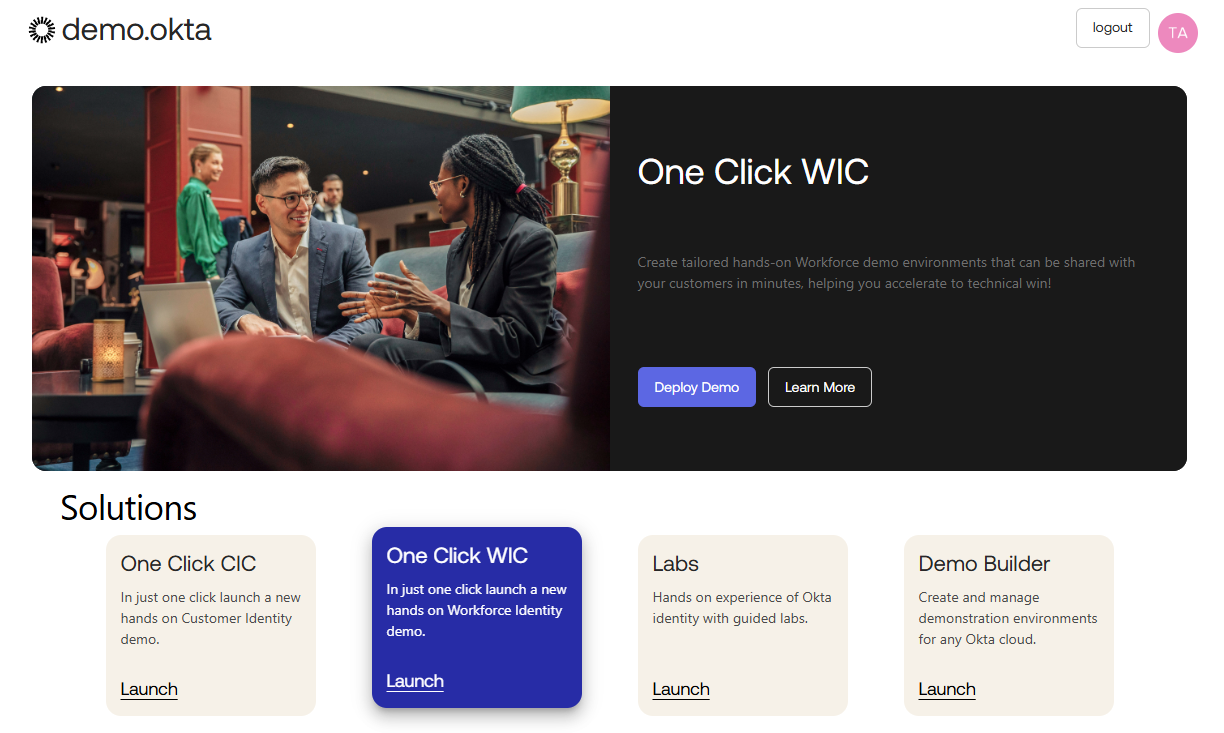 demo.okta
logout
TA
One Click WIC
Create tailored hands-on Workforce demo environments that can be shared with
your customers in minutes, helping you accelerate to technical win!
Deploy Demo
Learn More
Solutions
One Click CIC
In just one click launch a new
hands on Customer Identity
demo.
Launch
One Click WIC
In just one click launch a new
hands on Workforce Identity
demo.
Launch
Labs
Hands on experience of Okta
identity with guided labs.
Launch
Demo Builder
Create and manage
demonstration environments
for any Okta cloud.
Launch